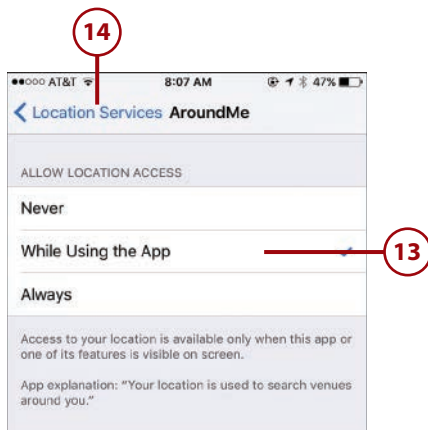 14
AT&T 8:07 AM 47%
Location Services AroundMe
ALLOW LOCATION ACCESS
Never
While Using the App
13
Always
Access to your location is available only when this app or
one of its features is visible on screen.
App explanation: “Your location is used to search venues
around you.”